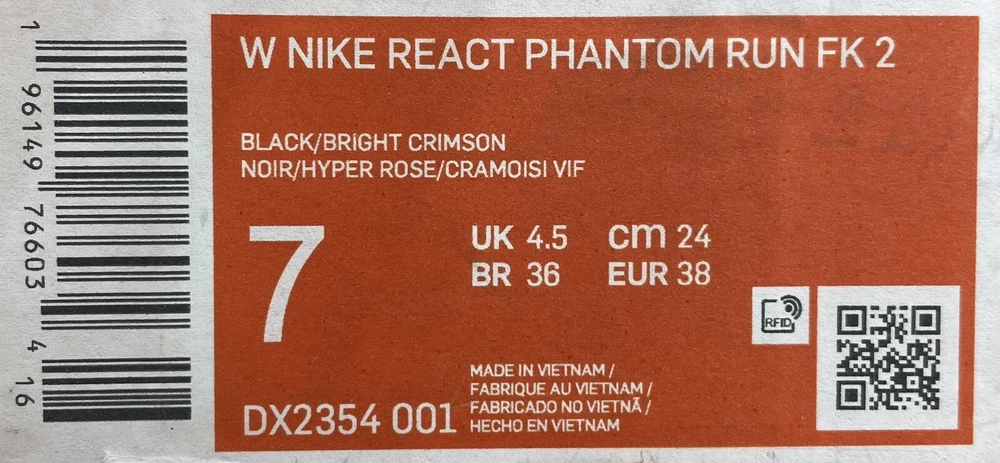 W NIKE REACT PHANTOM RUN FK 2
BLACK/BRIGHT CRIMSON
NOIR/HYPER ROSE/CRAMOISI VIF
7
UK 4.5 cm 24
BR 36 EUR 38
RFID
MADE IN VIETNAM /
FABRIQUE AU VIETNAM /
FABRICADO NO VIETNÃ /
HECHO EN VIETNAM
DX2354 001
1 96149 76603 4 16